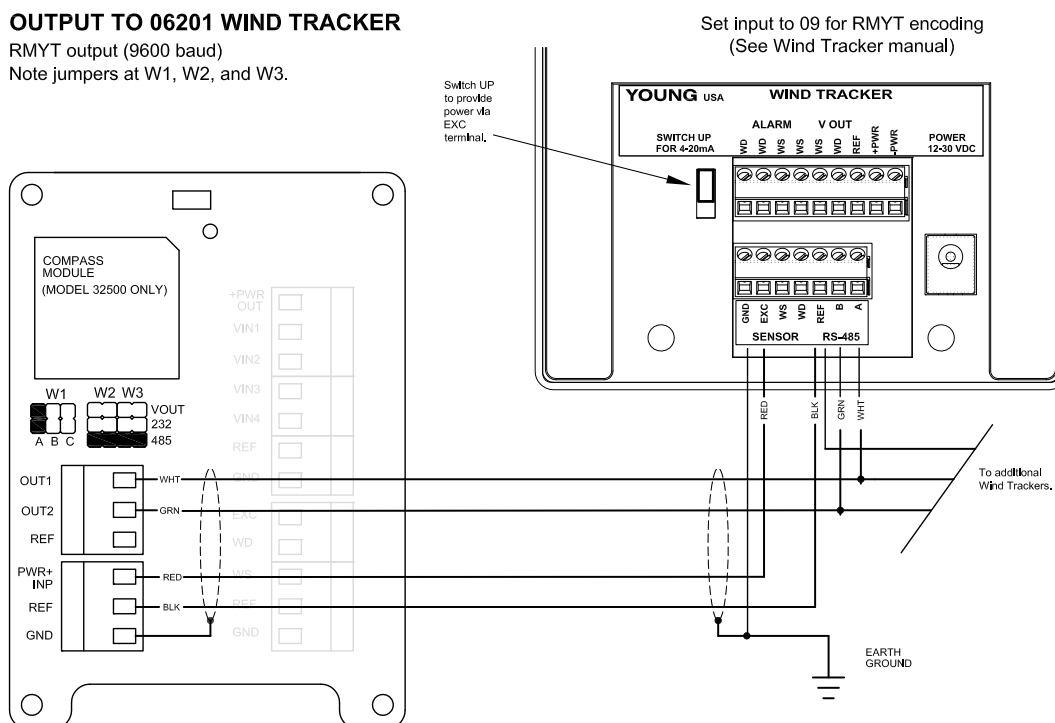 OUTPUT TO 06201 WIND TRACKER
RMYT output (9600 baud)
Note jumpers at W1, W2, and W3.
Set input to 09 for RMYT encoding
(See Wind Tracker manual)
Switch UP
to provide
power via
EXC
terminal.
YOUNG USA WIND TRACKER
ALARM V OUT
SWITCH UP
FOR 4-20mA
WD WD WS WS WS WD REF +PWR -PWR
POWER
12-30 VDC
GND EXC WS WD REF B A
SENSOR RS-485
COMPASS
MODULE
(MODEL 32500 ONLY)
+PWR
OUT
VIN1
VIN2
VIN3
VIN4
REF
GND
EXC
WD
WS
REF
GND
W1 W2 W3
VOUT
232
485
A B C
RED BLK GRN WHT
OUT1 WHT
OUT2 GRN
REF
PWR+
INP RED
REF BLK
GND
To additional
Wind Trackers.
EARTH
GROUND